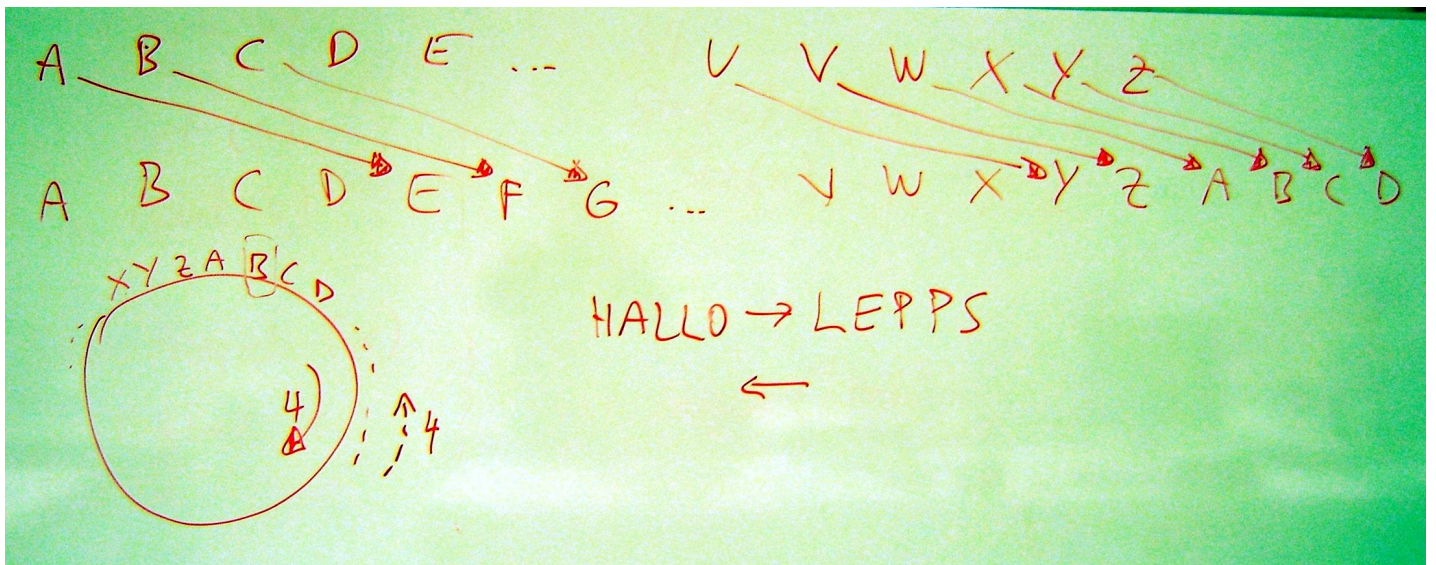 A B C D E ... U V W X Y Z
A B C D E F G ... V W X Y Z A B C D
X Y Z A B C D
HALLO → LEPPS
←
4 4